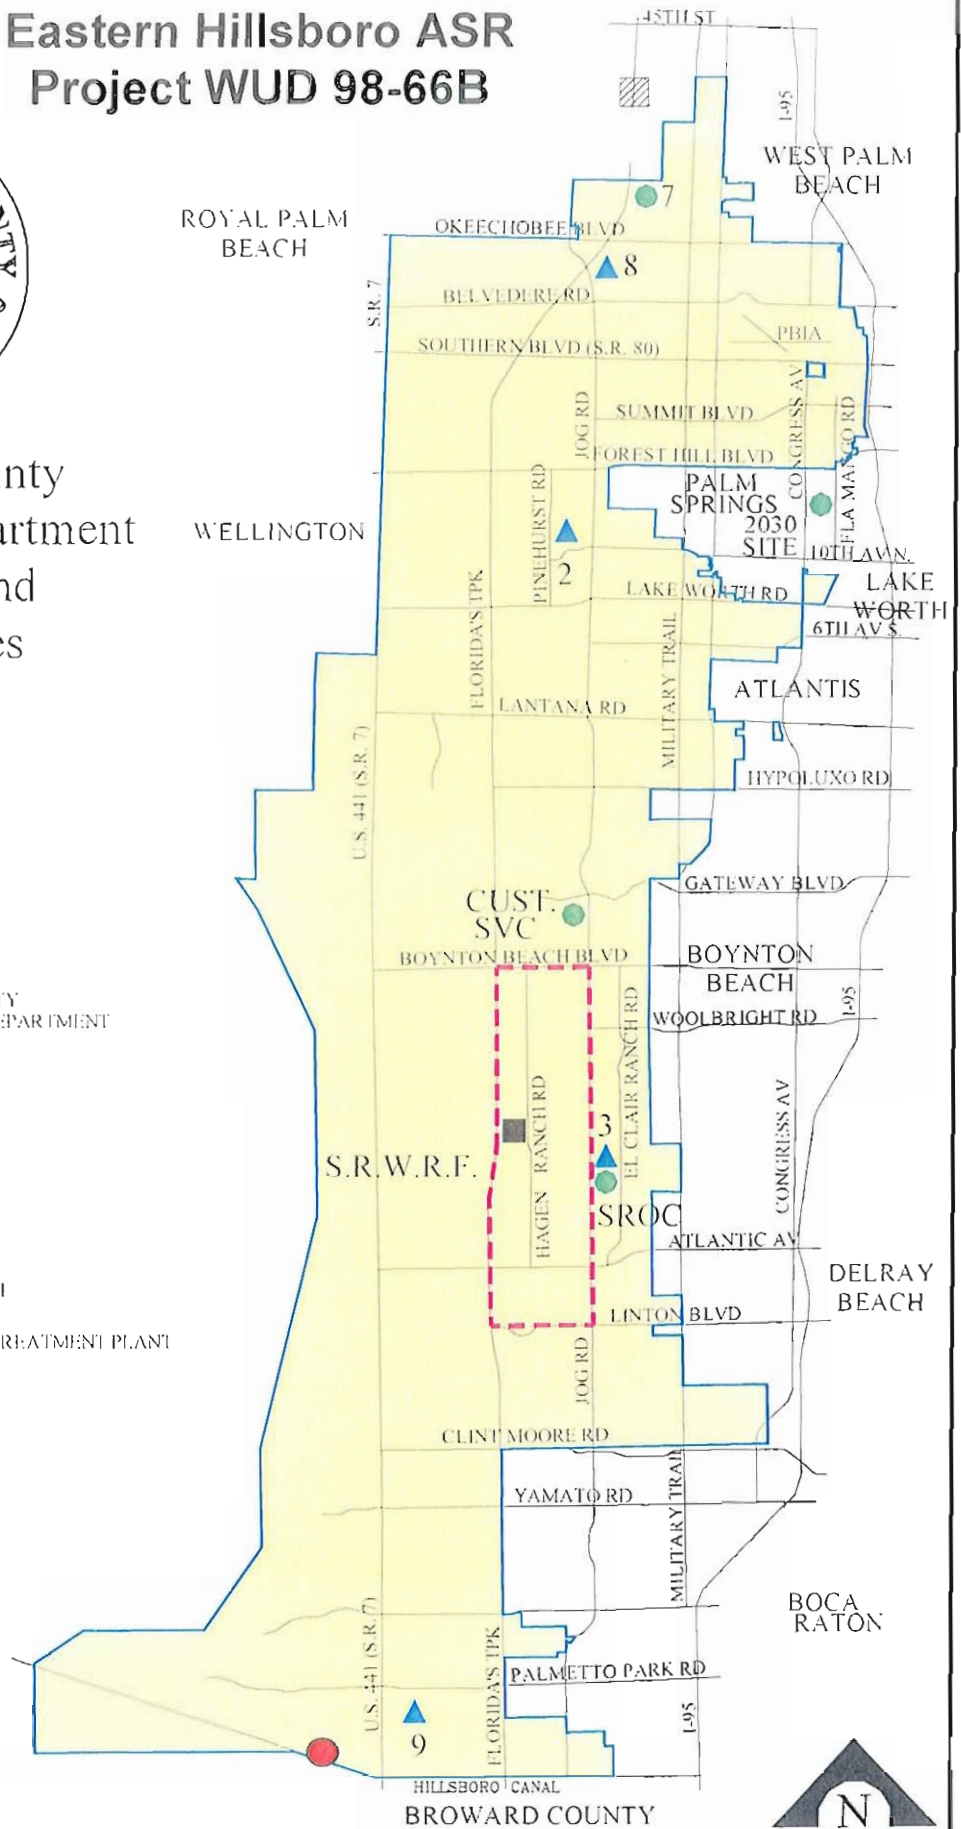 Eastern Hillsboro ASR
Project WUD 98-66B
45TH ST
I-95
WEST PALM
BEACH
7
ROYAL PALM
BEACH
OKEECHOBEE BLVD
8
S.R. 7
BELVEDERE RD
PBIA
SOUTHERN BLVD (S.R. 80)
JOG RD
SUMMIT BLVD
CONGRESS AV
FLA MANGO RD
FOREST HILL BLVD
PALM
SPRINGS
2030
SITE
WELLINGTON
PINEHURST RD
2
10TH AV N.
LAKE
WORTH
LAKE WORTH RD
6TH AV S.
FLORIDA'S TPK
MILITARY TRAIL
ATLANTIS
LANTANA RD
U.S. 441 (S.R. 7)
HYPOLUXO RD
GATEWAY BLVD
CUST.
SVC
BOYNTON BEACH BLVD
BOYNTON
BEACH
WOOLBRIGHT RD
I-95
EL CLAIR RANCH RD
HAGEN RANCH RD
CONGRESS AV
3
S.R.W.R.F.
SROC
ATLANTIC AV
DELRAY
BEACH
LINTON BLVD
TREATMENT PLANT
JOG RD
CLINT MOORE RD
YAMATO RD
MILITARY TRAIL
BOCA
RATON
U.S. 441 (S.R. 7)
FLORIDA'S TPK
PALMETTO PARK RD
I-95
9
HILLSBORO CANAL
BROWARD COUNTY
N